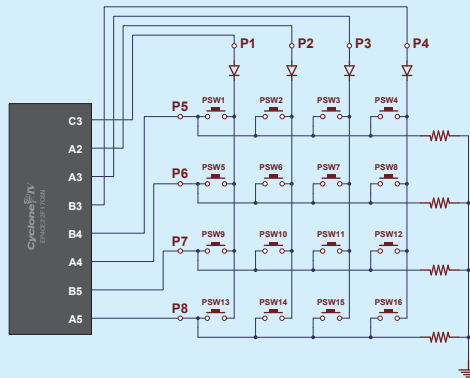 P1 P2 P3 P4
P5 PSW1 PSW2 PSW3 PSW4
C3
A2
P6 PSW5 PSW6 PSW7 PSW8
A3
B3
B4
P7 PSW9 PSW10 PSW11 PSW12
A4
B5
P8 PSW13 PSW14 PSW15 PSW16
A5
Cyclone IV